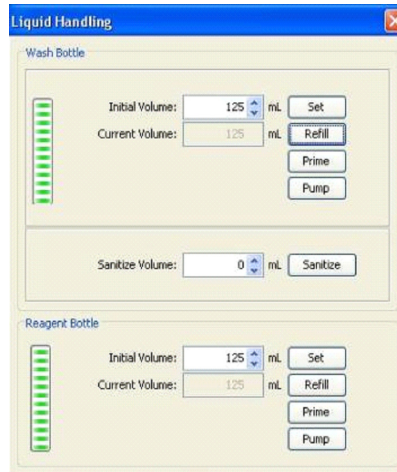 Liquid Handling
Wash Bottle
Initial Volume: 125 mL Set
Current Volume: 125 mL Refill
Prime
Pump
Sanitize Volume: 0 mL Sanitize
Reagent Bottle
Initial Volume: 125 mL Set
Current Volume: 125 mL Refill
Prime
Pump